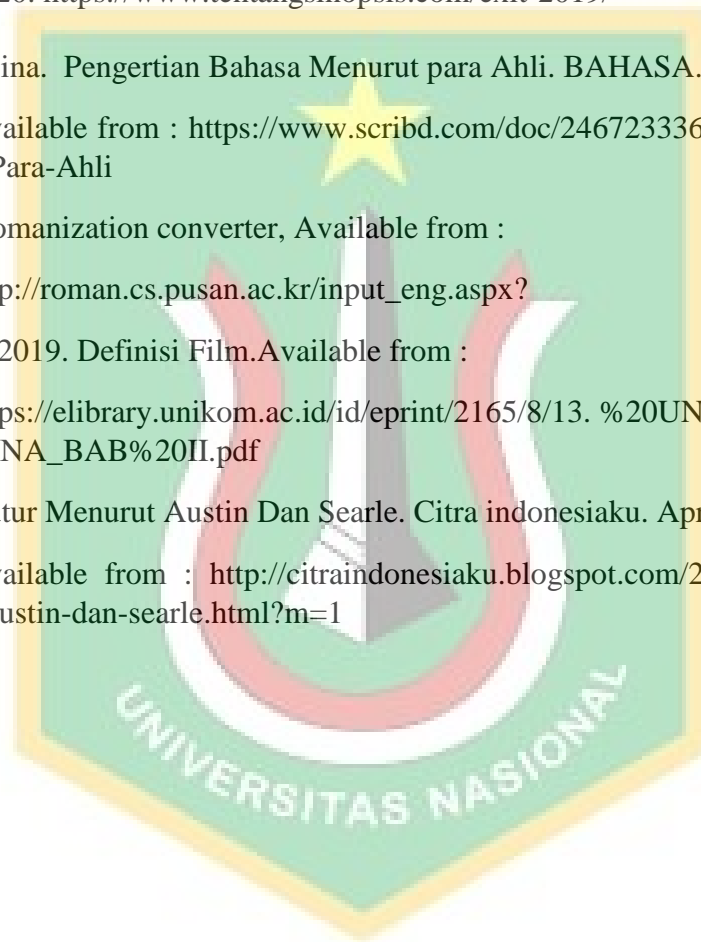 https://www.tentangsinopsis.com/exit-2019/
ina. Pengertian Bahasa Menurut para Ahli. BAHASA.
ailable from : https://www.scribd.com/doc/246723336
Para-Ahli
omanization converter, Available from :
p://roman.cs.pusan.ac.kr/input_eng.aspx?
2019. Definisi Film.Available from :
ps://elibrary.unikom.ac.id/id/eprint/2165/8/13. %20UN
NA_BAB%20II.pdf
tur Menurut Austin Dan Searle. Citra indonesiaku. Apr
ailable from : http://citraindonesiaku.blogspot.com/2
ustin-dan-searle.html?m=1
UNIVERSITAS NASIONAL